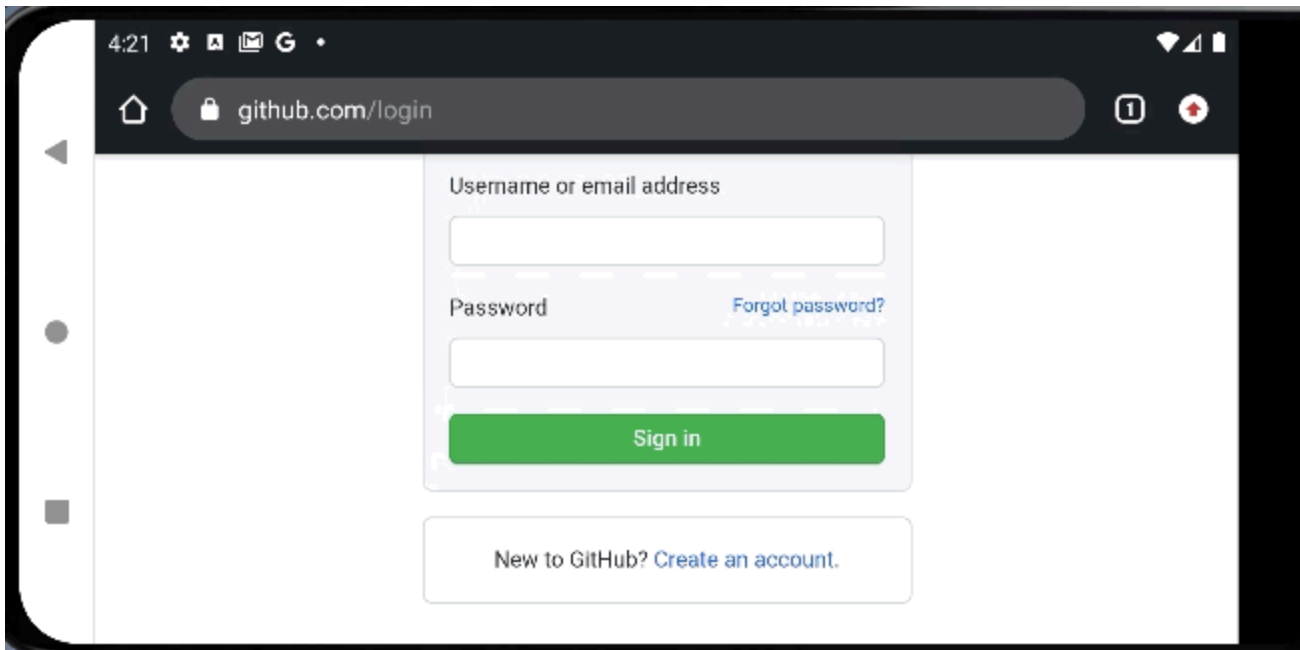 4:21
github.com/login
1
Username or email address
Password Forgot password?
Sign in
New to GitHub? Create an account.